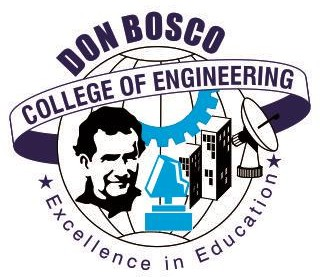 DON BOSCO
COLLEGE OF ENGINEERING
Excellence in Education